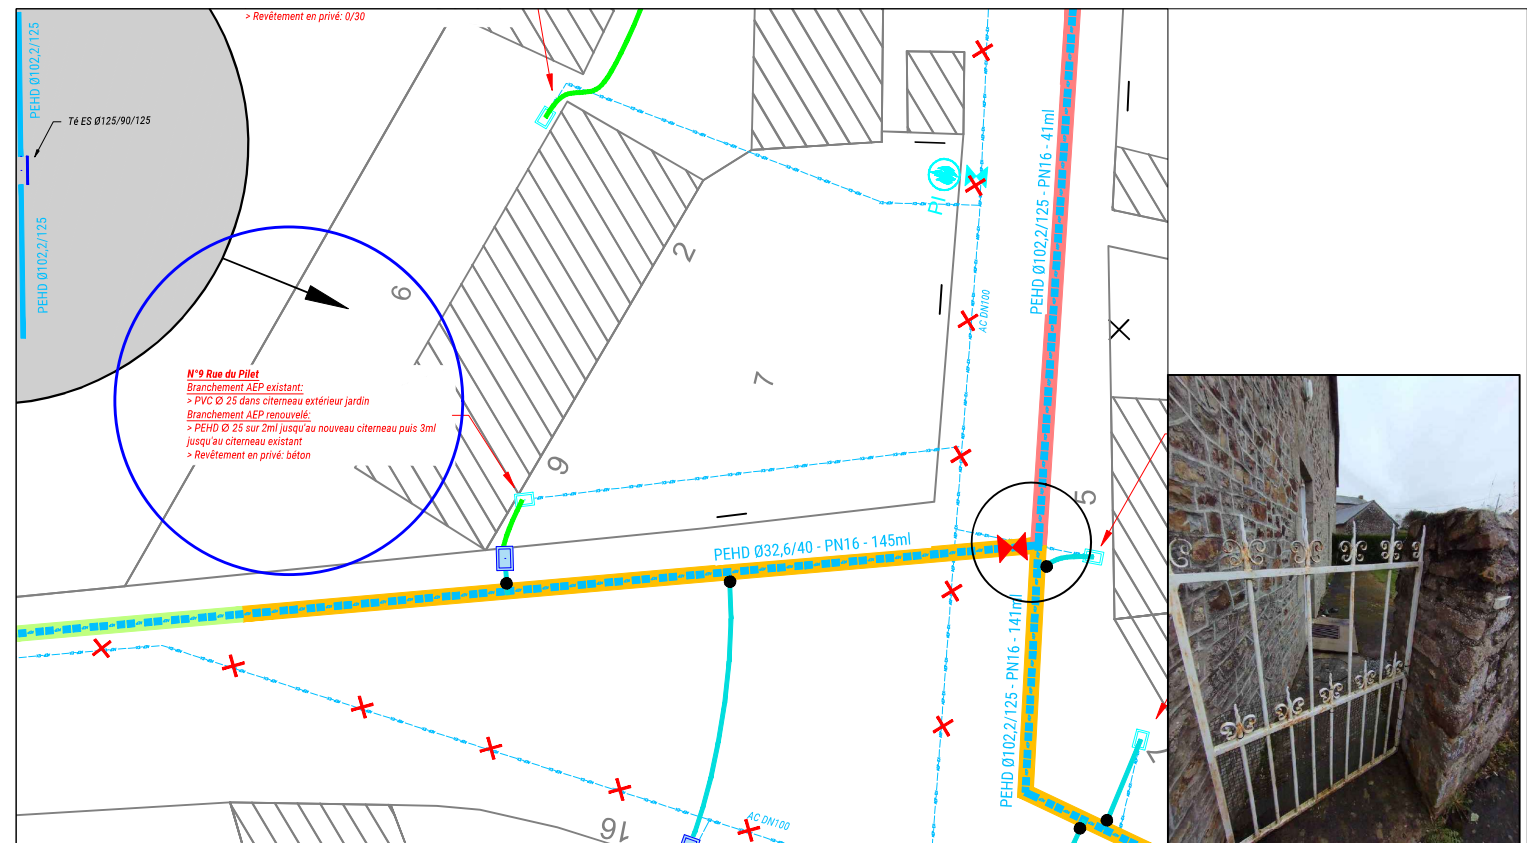 > Revêtement en privé: 0/30
PEHD Ø102,2/125
Té ES Ø125/90/125
PEHD Ø102,2/125
PEHD Ø102,2/125 - PN16 - 41ml
PI
2
6
AC DN100
7
N°9 Rue du Pilet
Branchement AEP existant:
> PVC Ø 25 dans citerneau extérieur jardin
Branchement AEP renouvelé:
> PEHD Ø 25 sur 2ml jusqu'au nouveau citerneau puis 3ml
jusqu'au citerneau existant
> Revêtement en privé: béton
9
5
PEHD Ø32,6/40 - PN16 - 145ml
PEHD Ø102,2/125 - PN16 - 141ml
16
AC DN100